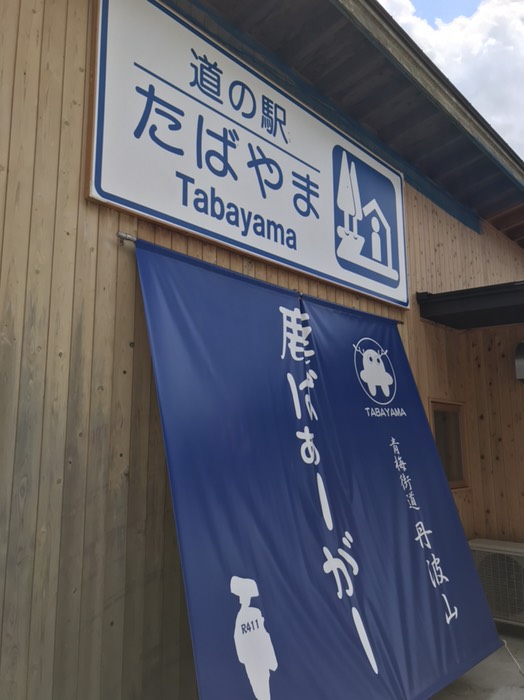 道の駅
たばやま
Tabayama
TABAYAMA
青梅街道 丹波山
鹿ばぁーガー
R411